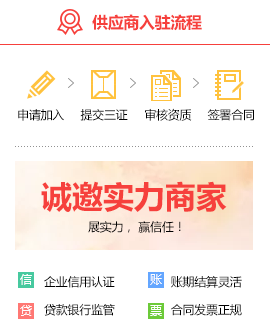 供应商入驻流程
申请加入 提交三证 审核资质 签署合同
诚邀实力商家
展实力，赢信任！
信 企业信用认证 账 账期结算灵活
贷 贷款银行监管 票 合同发票正规